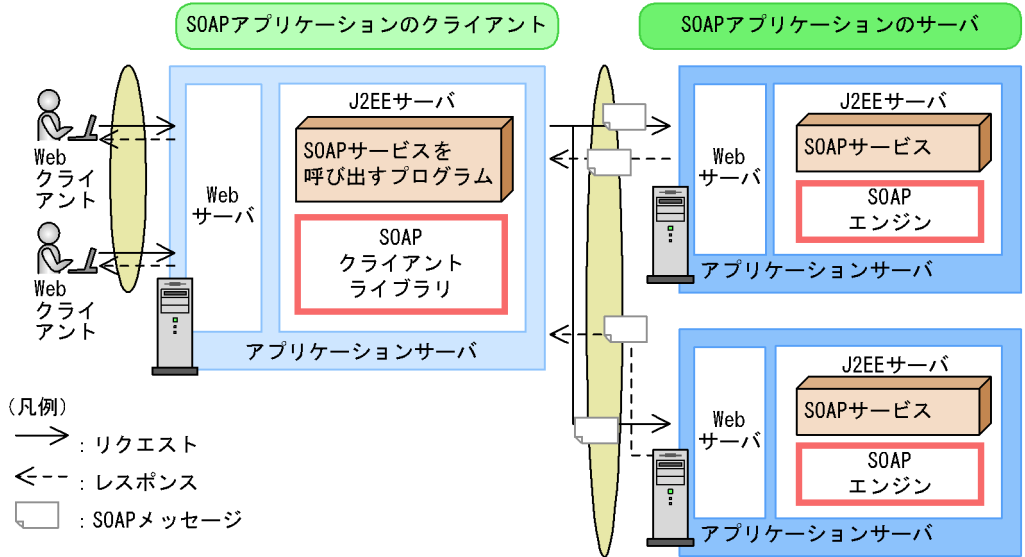 SOAPアプリケーションのクライアント
SOAPアプリケーションのサーバ
Web
クライ
アント
Web
クライ
アント
Web
サーバ
J2EEサーバ
SOAPサービスを
呼び出すプログラム
SOAP
クライアント
ライブラリ
アプリケーションサーバ
Web
サーバ
J2EEサーバ
SOAPサービス
SOAP
エンジン
アプリケーションサーバ
Web
サーバ
J2EEサーバ
SOAPサービス
SOAP
エンジン
アプリケーションサーバ
(凡例)
:リクエスト
:レスポンス
:SOAPメッセージ